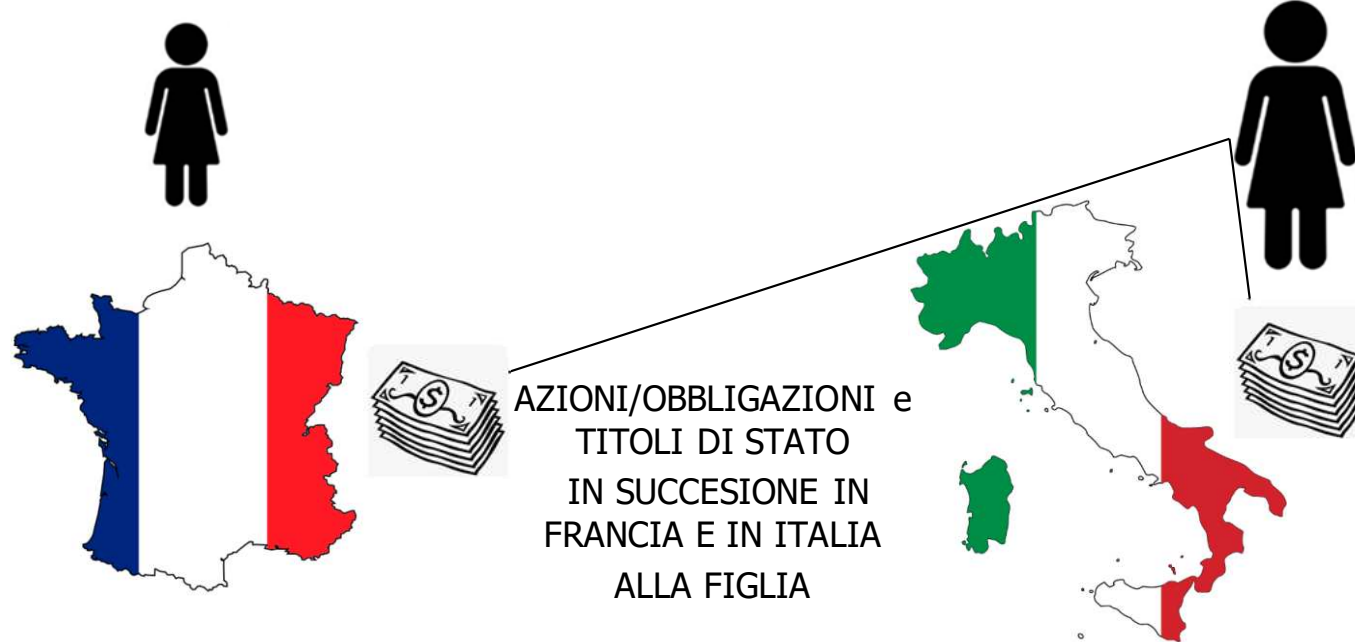 AZIONI/OBBLIGAZIONI e
TITOLI DI STATO
IN SUCCESIONE IN
FRANCIA E IN ITALIA
ALLA FIGLIA